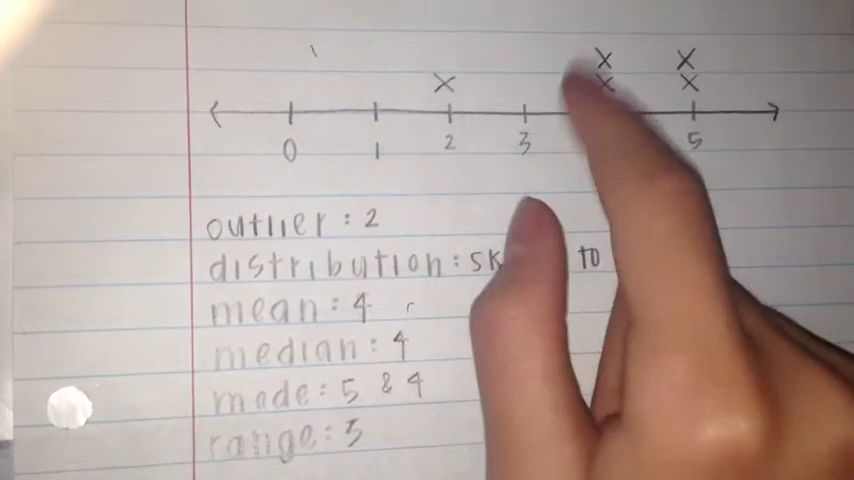 x x
x x x
0 1 2 3 5
outlier : 2
distribution : sk to
mean : 4
median : 4
mode : 5 & 4
range : 3